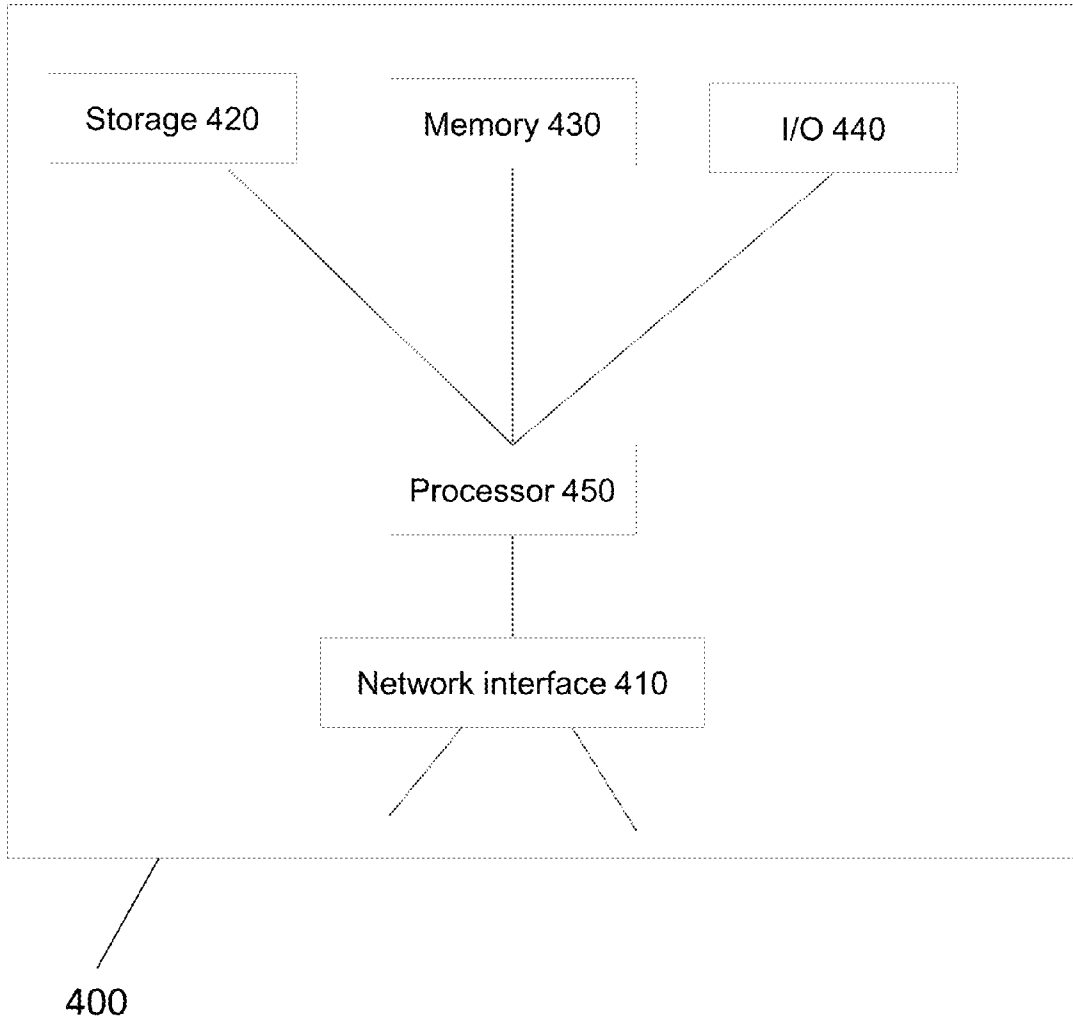 Storage 420
Memory 430
I/O 440
Processor 450
Network interface 410
400